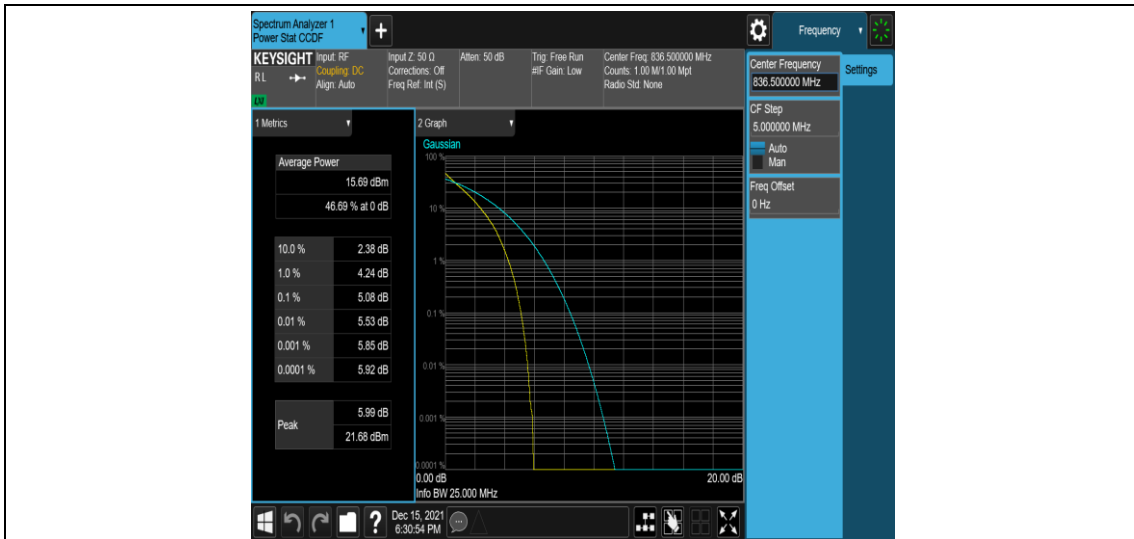 Spectrum Analyzer 1
Power Stat CCDF
+
Frequency
KEYSIGHT
RL
LXI
Input: RF
Coupling: DC
Align: Auto
Input Z: 50 Ω
Corrections: Off
Freq Ref: Int (S)
Atten: 50 dB
Trig: Free Run
#IF Gain: Low
Center Freq: 836.500000 MHz
Counts: 1.00 M/1.00 Mpt
Radio Std: None
Center Frequency
836.500000 MHz
Settings
CF Step
5.000000 MHz
Auto
Man
Freq Offset
0 Hz
1 Metrics
Average Power
15.69 dBm
46.69 % at 0 dB
10.0 % 2.38 dB
1.0 % 4.24 dB
0.1 % 5.08 dB
0.01 % 5.53 dB
0.001 % 5.85 dB
0.0001 % 5.92 dB
Peak
5.99 dB
21.68 dBm
2 Graph
Gaussian
100 %
10 %
1 %
0.1 %
0.01 %
0.001 %
0.0001 %
0.00 dB 20.00 dB
Info BW 25.000 MHz
?
Dec 15, 2021
6:30:54 PM